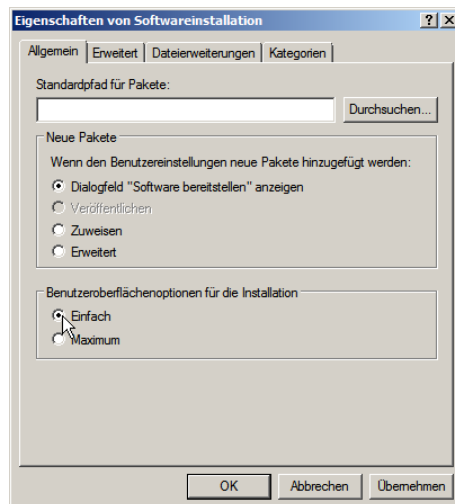 Eigenschaften von Softwareinstallation
Allgemein Erweitert Dateierweiterungen Kategorien
Standardpfad für Pakete:
Durchsuchen...
Neue Pakete
Wenn den Benutzereinstellungen neue Pakete hinzugefügt werden:
Dialogfeld "Software bereitstellen" anzeigen
Veröffentlichen
Zuweisen
Erweitert
Benutzeroberflächenoptionen für die Installation
Einfach
Maximum
OK Abbrechen Übernehmen